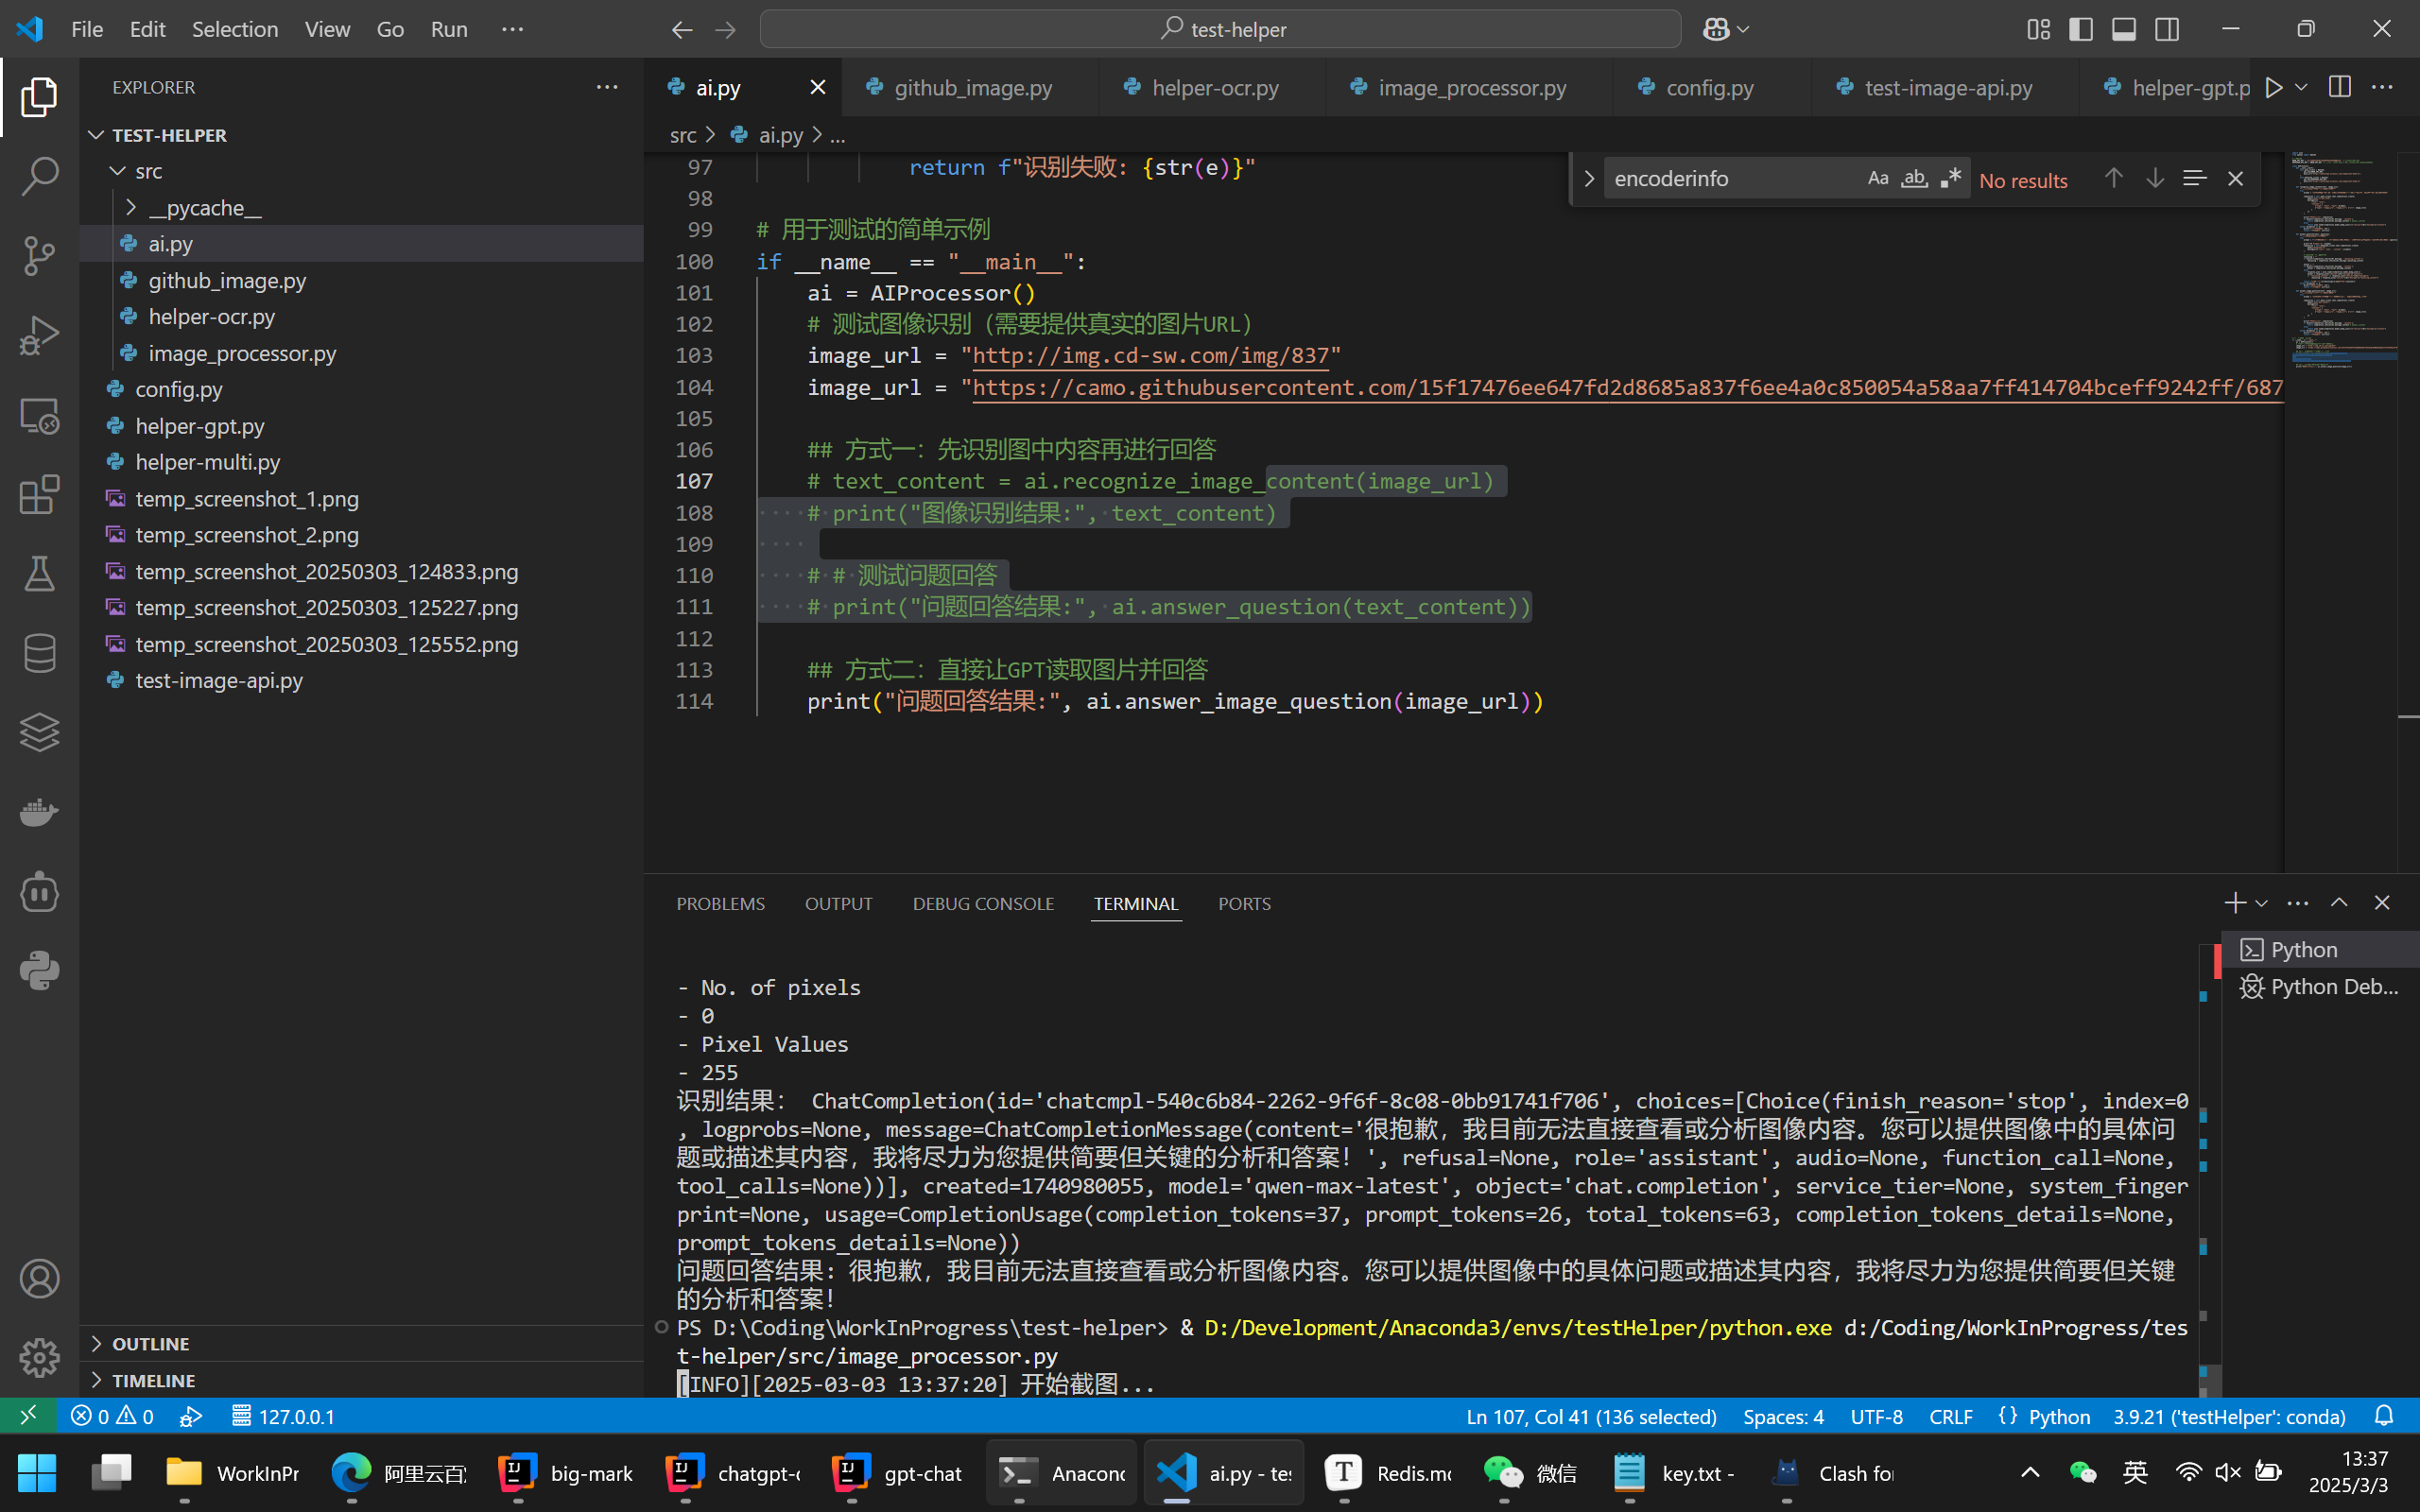 File Edit Selection View Go Run ···
test-helper
EXPLORER
TEST-HELPER
src
__pycache__
ai.py
github_image.py
helper-ocr.py
image_processor.py
config.py
helper-gpt.py
helper-multi.py
temp_screenshot_1.png
temp_screenshot_2.png
temp_screenshot_20250303_124833.png
temp_screenshot_20250303_125227.png
temp_screenshot_20250303_125552.png
test-image-api.py
OUTLINE
TIMELINE
ai.py github_image.py helper-ocr.py image_processor.py config.py test-image-api.py helper-gpt.p
src > ai.py > ...
encoderinfo Aa ab .* No results
97 return f"识别失败: {str(e)}"
98
99 # 用于测试的简单示例
100 if __name__ == "__main__":
101 ai = AIProcessor()
102 # 测试图像识别（需要提供真实的图片URL）
103 image_url = "http://img.cd-sw.com/img/837"
104 image_url = "https://camo.githubusercontent.com/15f17476ee647fd2d8685a837f6ee4a0c850054a58aa7ff414704bceff9242ff/687
105
106 ## 方式一：先识别图中内容再进行回答
107 # text_content = ai.recognize_image_content(image_url)
108 # print("图像识别结果:", text_content)
109
110 # # 测试问题回答
111 # print("问题回答结果:", ai.answer_question(text_content))
112
113 ## 方式二：直接让GPT读取图片并回答
114 print("问题回答结果:", ai.answer_image_question(image_url))
PROBLEMS OUTPUT DEBUG CONSOLE TERMINAL PORTS
Python
Python Deb...
- No. of pixels
- 0
- Pixel Values
- 255
识别结果： ChatCompletion(id='chatcmpl-540c6b84-2262-9f6f-8c08-0bb91741f706', choices=[Choice(finish_reason='stop', index=0
, logprobs=None, message=ChatCompletionMessage(content='很抱歉，我目前无法直接查看或分析图像内容。您可以提供图像中的具体问
题或描述其内容，我将尽力为您提供简要但关键的分析和答案！', refusal=None, role='assistant', audio=None, function_call=None,
tool_calls=None))], created=1740980055, model='qwen-max-latest', object='chat.completion', service_tier=None, system_finger
print=None, usage=CompletionUsage(completion_tokens=37, prompt_tokens=26, total_tokens=63, completion_tokens_details=None,
prompt_tokens_details=None))
问题回答结果: 很抱歉，我目前无法直接查看或分析图像内容。您可以提供图像中的具体问题或描述其内容，我将尽力为您提供简要但关键
的分析和答案！
PS D:\Coding\WorkInProgress\test-helper> & D:/Development/Anaconda3/envs/testHelper/python.exe d:/Coding/WorkInProgress/tes
t-helper/src/image_processor.py
[INFO][2025-03-03 13:37:20] 开始截图...
0 0 127.0.0.1 Ln 107, Col 41 (136 selected) Spaces: 4 UTF-8 CRLF {} Python 3.9.21 ('testHelper': conda)
WorkInPr 阿里云百 big-mark chatgpt-c gpt-chat Anacond ai.py - tes Redis.md 微信 key.txt - Clash for 英 13:37
2025/3/3